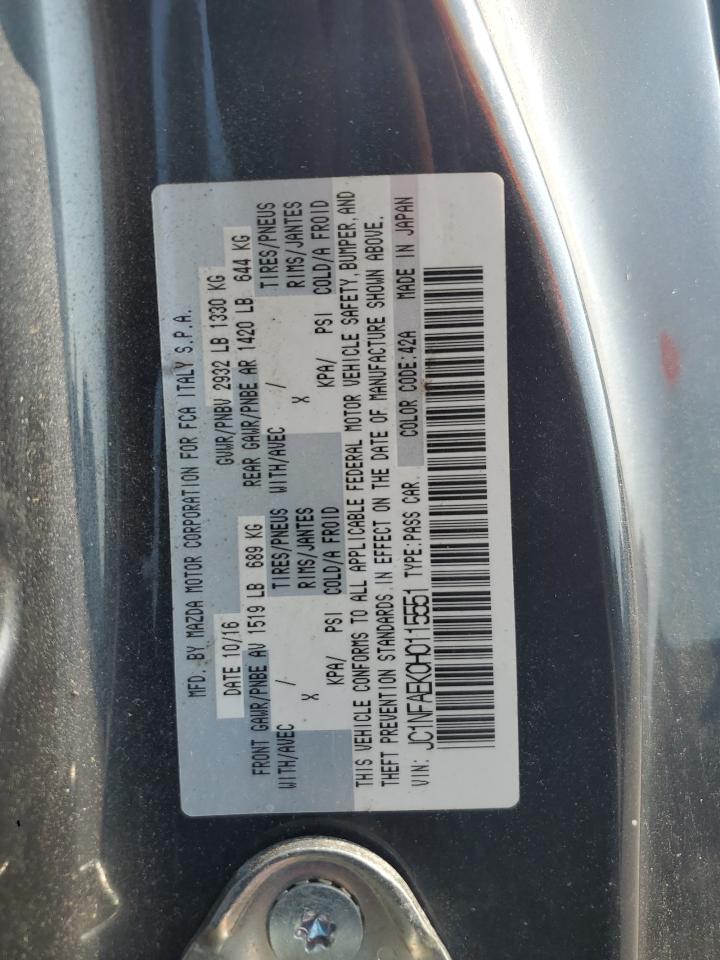 MFD. BY MAZDA MOTOR CORPORATION FOR FCA ITALY S.P.A.
DATE 10/16 GVWR/PNBV 2932 LB 1330 KG
FRONT GAWR/PNBE AV 1519 LB 689 KG REAR GAWR/PNBE AR 1420 LB 644 KG
WITH/AVEC / TIRES/PNEUS WITH/AVEC / TIRES/PNEUS
X RIMS/JANTES X RIMS/JANTES
KPA/ PSI COLD/A FROID KPA/ PSI COLD/A FROID
THIS VEHICLE CONFORMS TO ALL APPLICABLE FEDERAL MOTOR VEHICLE SAFETY, BUMPER, AND
THEFT PREVENTION STANDARDS IN EFFECT ON THE DATE OF MANUFACTURE SHOWN ABOVE.
VIN: JC1NFAEK0H0115551 TYPE:PASS CAR. COLOR CODE:42A MADE IN JAPAN